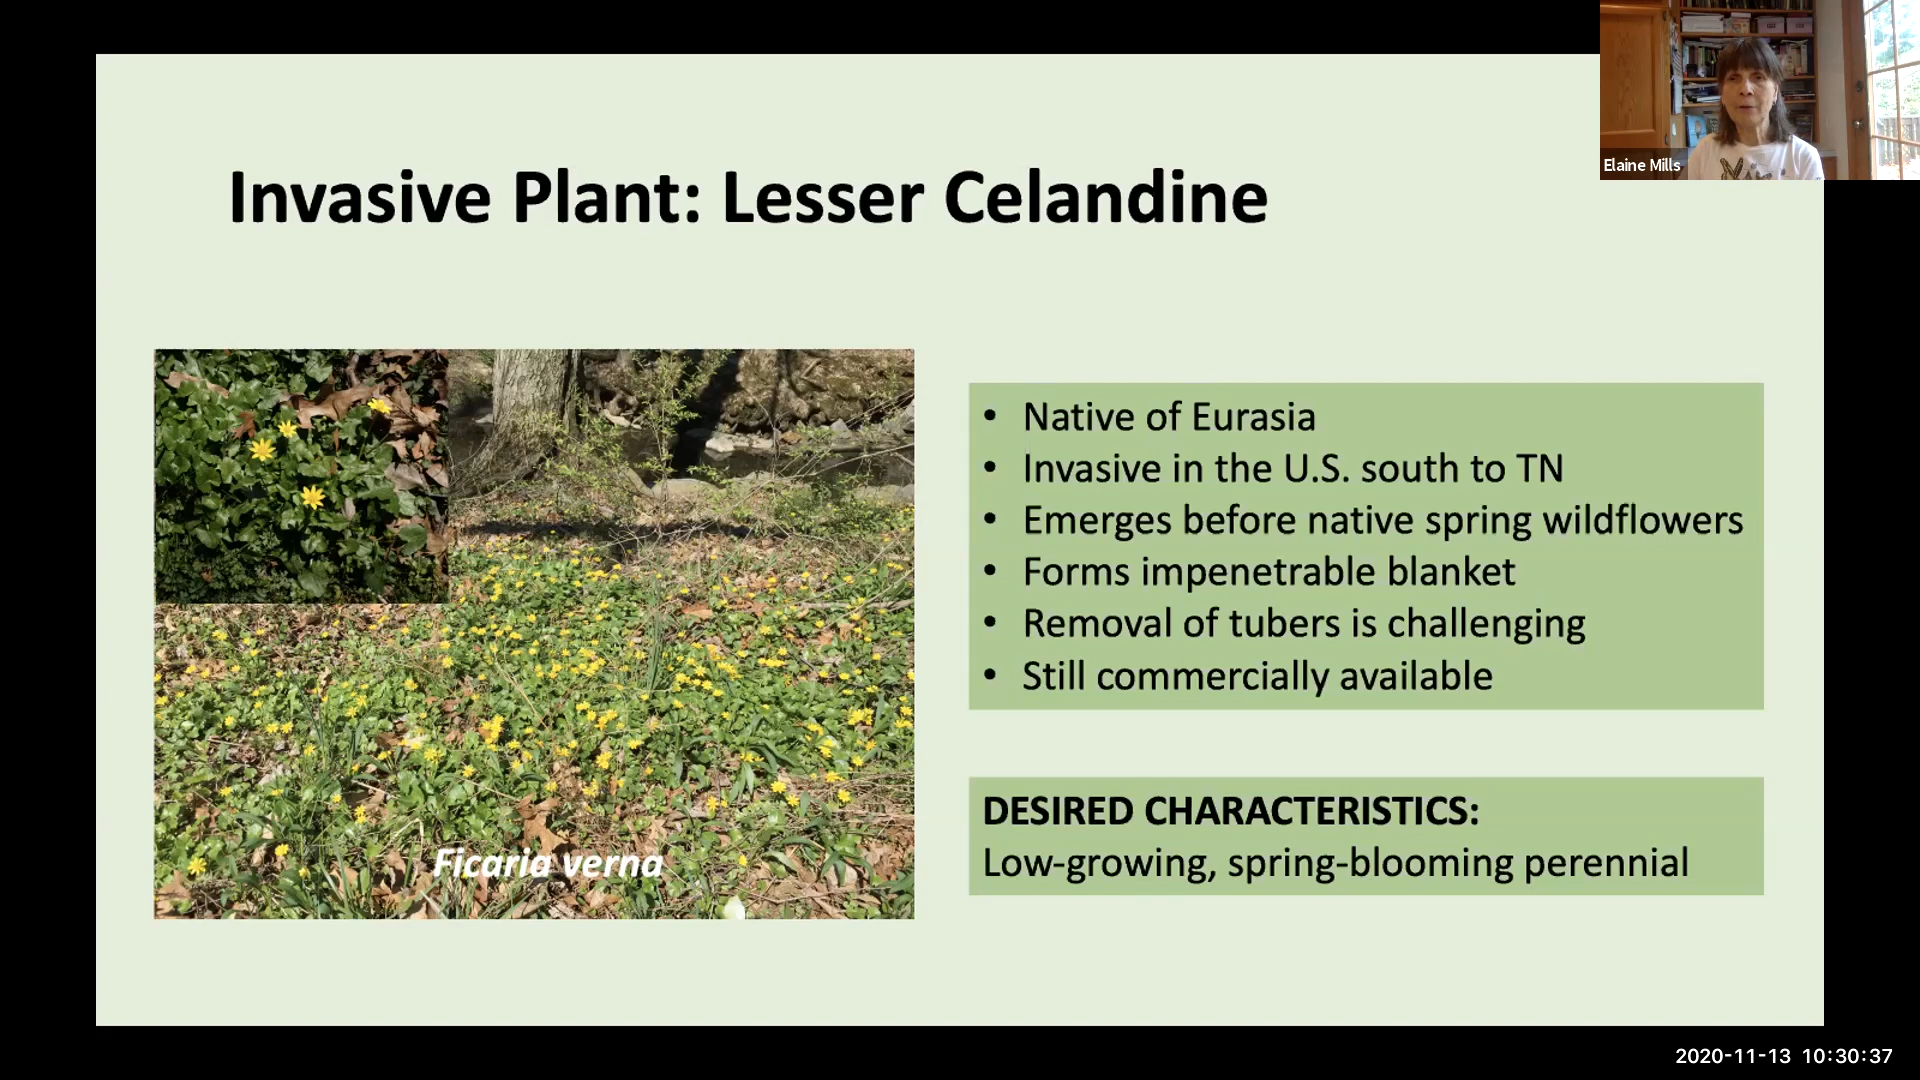 Elaine Mills
Invasive Plant: Lesser Celandine
• Native of Eurasia
• Invasive in the U.S. south to TN
• Emerges before native spring wildflowers
• Forms impenetrable blanket
• Removal of tubers is challenging
• Still commercially available
Ficaria verna
DESIRED CHARACTERISTICS:
Low-growing, spring-blooming perennial
2020-11-13 10:30:37